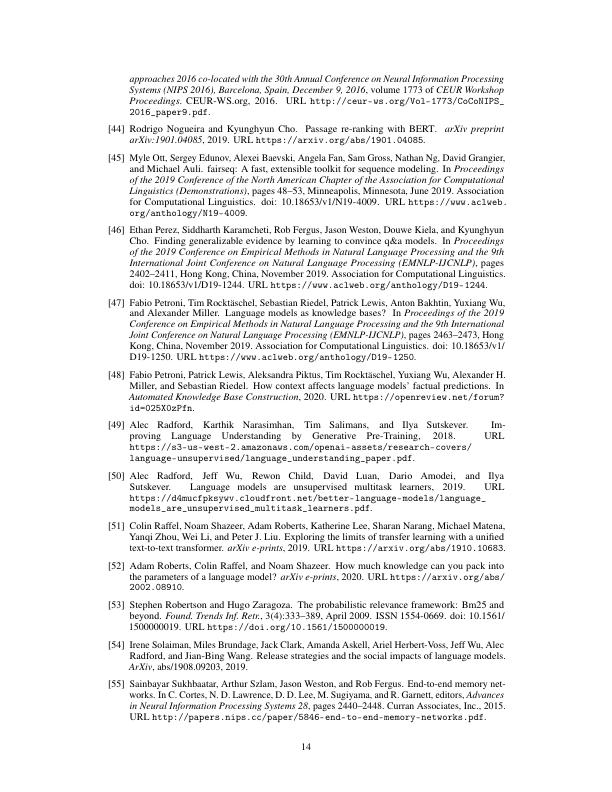 approaches 2016 co-located with the 30th Annual Conference on Neural Information Processing
Systems (NIPS 2016), Barcelona, Spain, December 9, 2016, volume 1773 of CEUR Workshop
Proceedings. CEUR-WS.org, 2016. URL http://ceur-ws.org/Vol-1773/CoCoNIPS_
2016_paper9.pdf.
[44] Rodrigo Nogueira and Kyunghyun Cho. Passage re-ranking with BERT. arXiv preprint
arXiv:1901.04085, 2019. URL https://arxiv.org/abs/1901.04085.
[45] Myle Ott, Sergey Edunov, Alexei Baevski, Angela Fan, Sam Gross, Nathan Ng, David Grangier,
and Michael Auli. fairseq: A fast, extensible toolkit for sequence modeling. In Proceedings
of the 2019 Conference of the North American Chapter of the Association for Computational
Linguistics (Demonstrations), pages 48–53, Minneapolis, Minnesota, June 2019. Association
for Computational Linguistics. doi: 10.18653/v1/N19-4009. URL https://www.aclweb.
org/anthology/N19-4009.
[46] Ethan Perez, Siddharth Karamcheti, Rob Fergus, Jason Weston, Douwe Kiela, and Kyunghyun
Cho. Finding generalizable evidence by learning to convince q&a models. In Proceedings
of the 2019 Conference on Empirical Methods in Natural Language Processing and the 9th
International Joint Conference on Natural Language Processing (EMNLP-IJCNLP), pages
2402–2411, Hong Kong, China, November 2019. Association for Computational Linguistics.
doi: 10.18653/v1/D19-1244. URL https://www.aclweb.org/anthology/D19-1244.
[47] Fabio Petroni, Tim Rocktäschel, Sebastian Riedel, Patrick Lewis, Anton Bakhtin, Yuxiang Wu,
and Alexander Miller. Language models as knowledge bases? In Proceedings of the 2019
Conference on Empirical Methods in Natural Language Processing and the 9th International
Joint Conference on Natural Language Processing (EMNLP-IJCNLP), pages 2463–2473, Hong
Kong, China, November 2019. Association for Computational Linguistics. doi: 10.18653/v1/
D19-1250. URL https://www.aclweb.org/anthology/D19-1250.
[48] Fabio Petroni, Patrick Lewis, Aleksandra Piktus, Tim Rocktäschel, Yuxiang Wu, Alexander H.
Miller, and Sebastian Riedel. How context affects language models' factual predictions. In
Automated Knowledge Base Construction, 2020. URL https://openreview.net/forum?
id=025X0zPfn.
[49] Alec Radford, Karthik Narasimhan, Tim Salimans, and Ilya Sutskever. Im-
proving Language Understanding by Generative Pre-Training, 2018. URL
https://s3-us-west-2.amazonaws.com/openai-assets/research-covers/
language-unsupervised/language_understanding_paper.pdf.
[50] Alec Radford, Jeff Wu, Rewon Child, David Luan, Dario Amodei, and Ilya
Sutskever. Language models are unsupervised multitask learners, 2019. URL
https://d4mucfpksywv.cloudfront.net/better-language-models/language_
models_are_unsupervised_multitask_learners.pdf.
[51] Colin Raffel, Noam Shazeer, Adam Roberts, Katherine Lee, Sharan Narang, Michael Matena,
Yanqi Zhou, Wei Li, and Peter J. Liu. Exploring the limits of transfer learning with a unified
text-to-text transformer. arXiv e-prints, 2019. URL https://arxiv.org/abs/1910.10683.
[52] Adam Roberts, Colin Raffel, and Noam Shazeer. How much knowledge can you pack into
the parameters of a language model? arXiv e-prints, 2020. URL https://arxiv.org/abs/
2002.08910.
[53] Stephen Robertson and Hugo Zaragoza. The probabilistic relevance framework: Bm25 and
beyond. Found. Trends Inf. Retr., 3(4):333–389, April 2009. ISSN 1554-0669. doi: 10.1561/
1500000019. URL https://doi.org/10.1561/1500000019.
[54] Irene Solaiman, Miles Brundage, Jack Clark, Amanda Askell, Ariel Herbert-Voss, Jeff Wu, Alec
Radford, and Jian-Bing Wang. Release strategies and the social impacts of language models.
ArXiv, abs/1908.09203, 2019.
[55] Sainbayar Sukhbaatar, Arthur Szlam, Jason Weston, and Rob Fergus. End-to-end memory net-
works. In C. Cortes, N. D. Lawrence, D. D. Lee, M. Sugiyama, and R. Garnett, editors, Advances
in Neural Information Processing Systems 28, pages 2440–2448. Curran Associates, Inc., 2015.
URL http://papers.nips.cc/paper/5846-end-to-end-memory-networks.pdf.
14